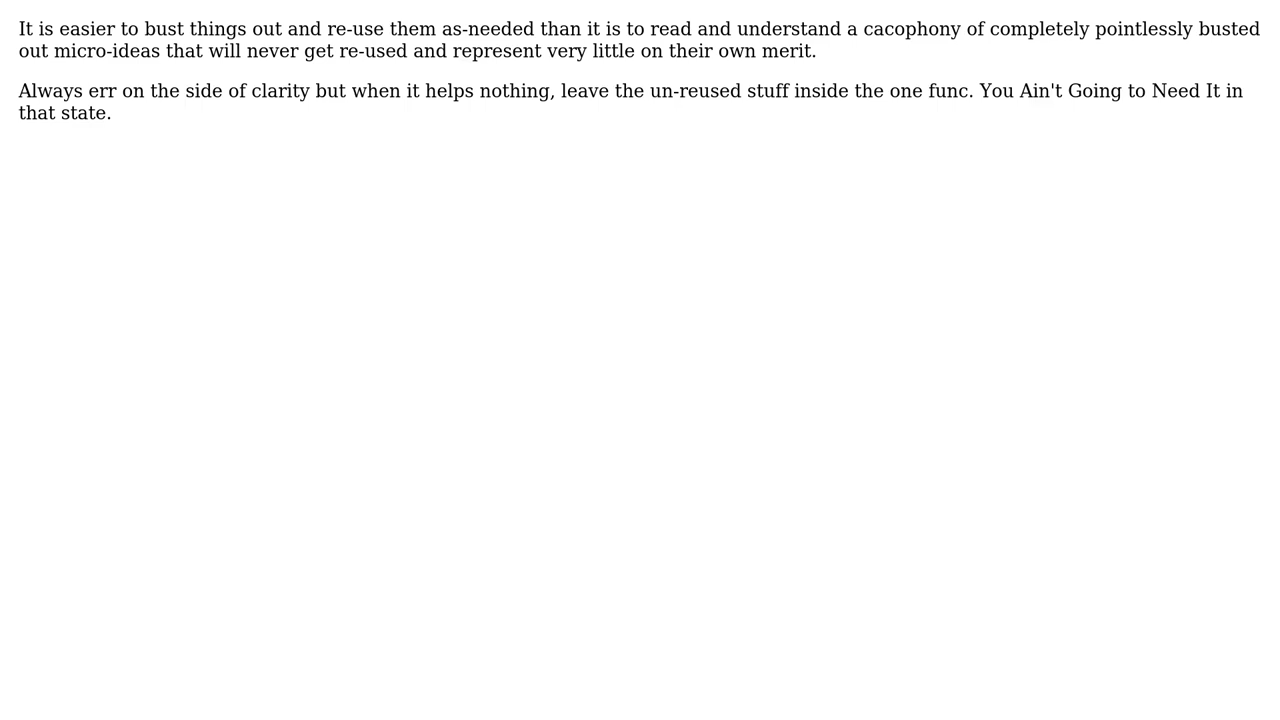 It is easier to bust things out and re-use them as-needed than it is to read and understand a cacophony of completely pointlessly busted
out micro-ideas that will never get re-used and represent very little on their own merit.
Always err on the side of clarity but when it helps nothing, leave the un-reused stuff inside the one func. You Ain't Going to Need It in
that state.